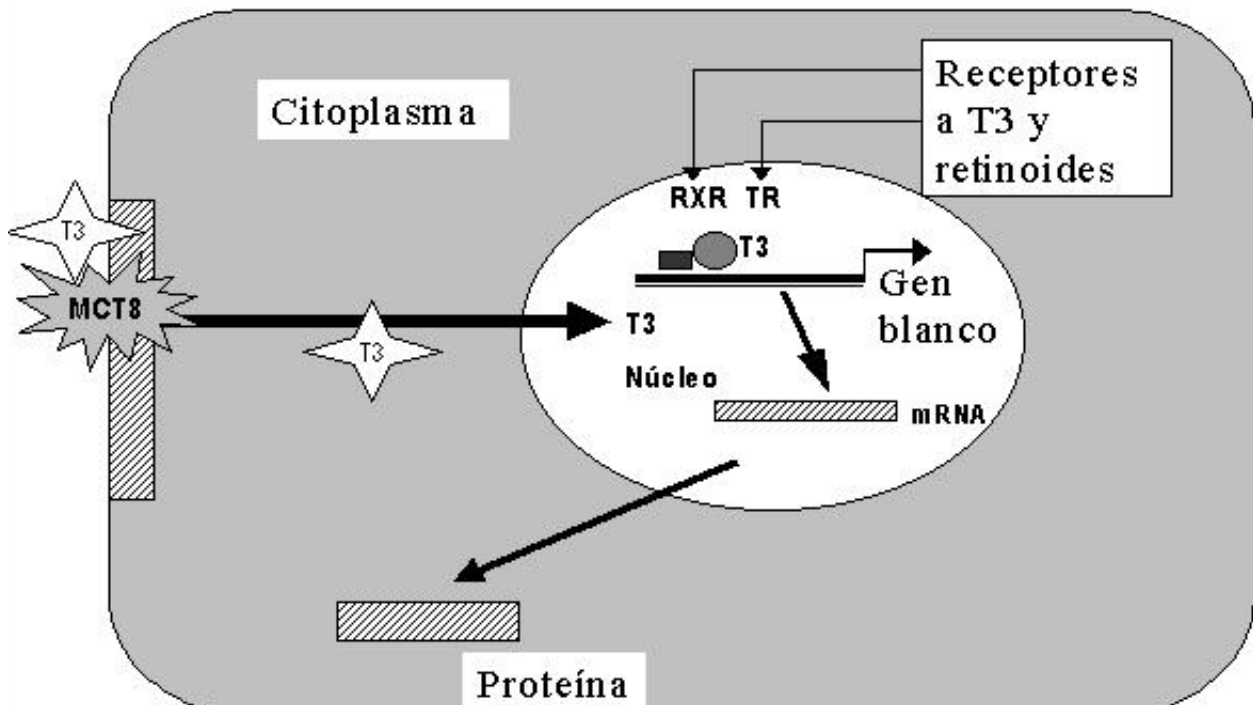 Citoplasma
Receptores
a T3 y
retinoides
RXR TR
T3
T3
MCT8
T3
T3
Gen
blanco
Núcleo
mRNA
Proteína